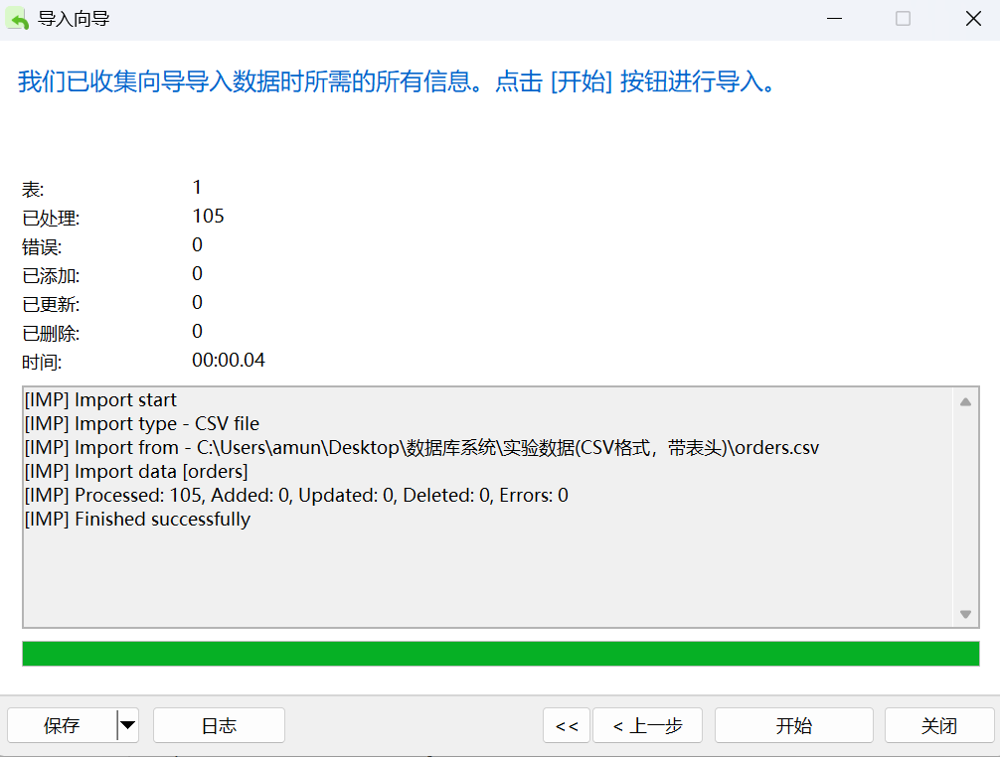 导入向导
我们已收集向导导入数据时所需的所有信息。点击 [开始] 按钮进行导入。
表: 1
已处理: 105
错误: 0
已添加: 0
已更新: 0
已删除: 0
时间: 00:00.04
[IMP] Import start
[IMP] Import type - CSV file
[IMP] Import from - C:\Users\amun\Desktop\数据库系统\实验数据(CSV格式，带表头)\orders.csv
[IMP] Import data [orders]
[IMP] Processed: 105, Added: 0, Updated: 0, Deleted: 0, Errors: 0
[IMP] Finished successfully
保存 日志 << < 上一步 开始 关闭